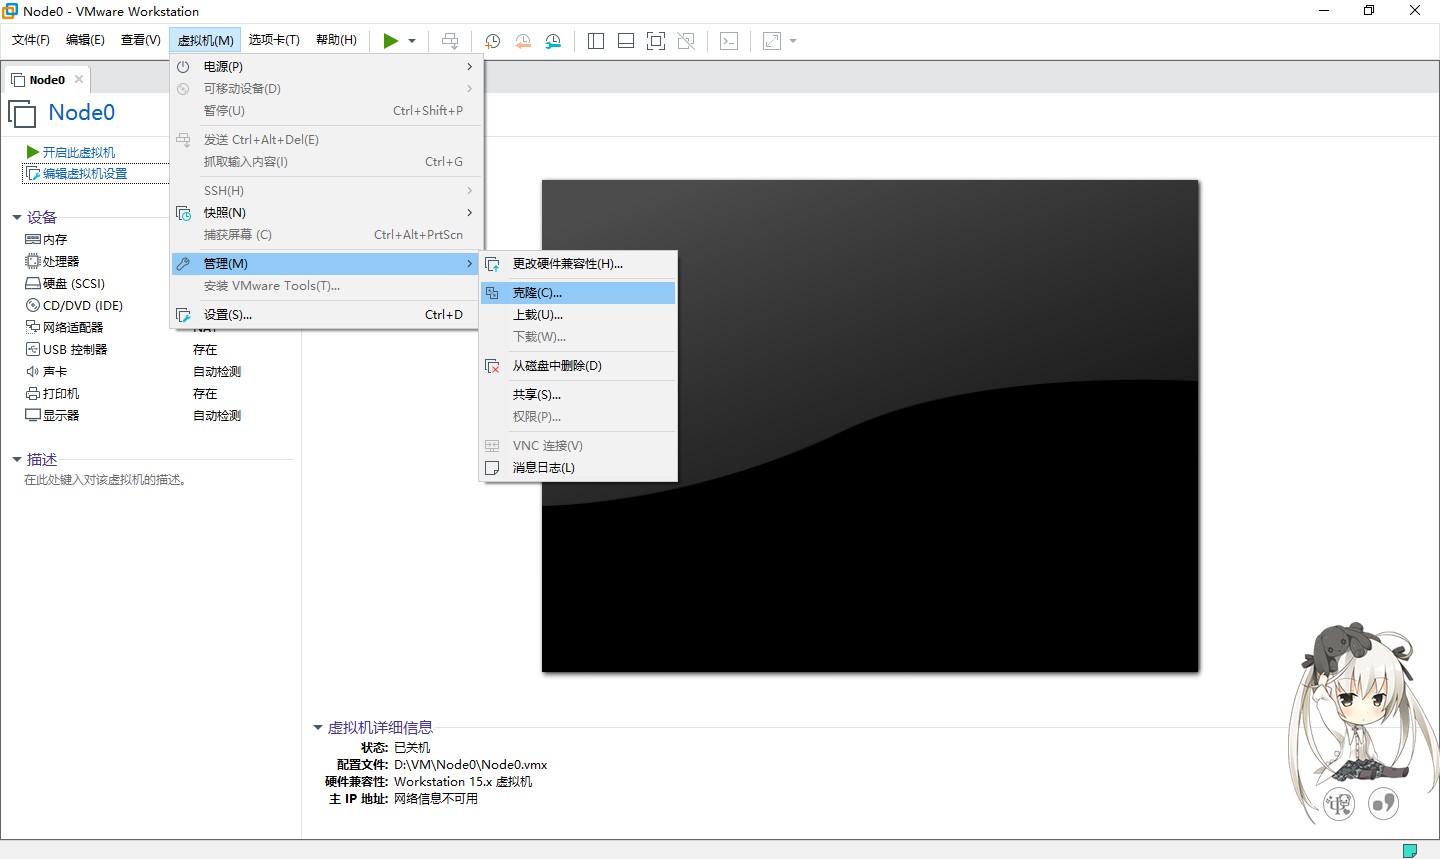 Node0 - VMware Workstation
文件(F) 编辑(E) 查看(V) 虚拟机(M) 选项卡(T) 帮助(H)
Node0
Node0
开启此虚拟机
编辑虚拟机设置
设备
内存
处理器
硬盘 (SCSI)
CD/DVD (IDE)
网络适配器
USB 控制器 存在
声卡 自动检测
打印机 存在
显示器 自动检测
描述
在此处键入对该虚拟机的描述。
电源(P)
可移动设备(D)
暂停(U) Ctrl+Shift+P
发送 Ctrl+Alt+Del(E)
抓取输入内容(I) Ctrl+G
SSH(H)
快照(N)
捕获屏幕 (C) Ctrl+Alt+PrtScn
管理(M)
安装 VMware Tools(T)...
设置(S)... Ctrl+D
更改硬件兼容性(H)...
克隆(C)...
上载(U)...
下载(W)...
从磁盘中删除(D)
共享(S)...
权限(P)...
VNC 连接(V)
消息日志(L)
虚拟机详细信息
状态: 已关机
配置文件: D:\VM\Node0\Node0.vmx
硬件兼容性: Workstation 15.x 虚拟机
主 IP 地址: 网络信息不可用